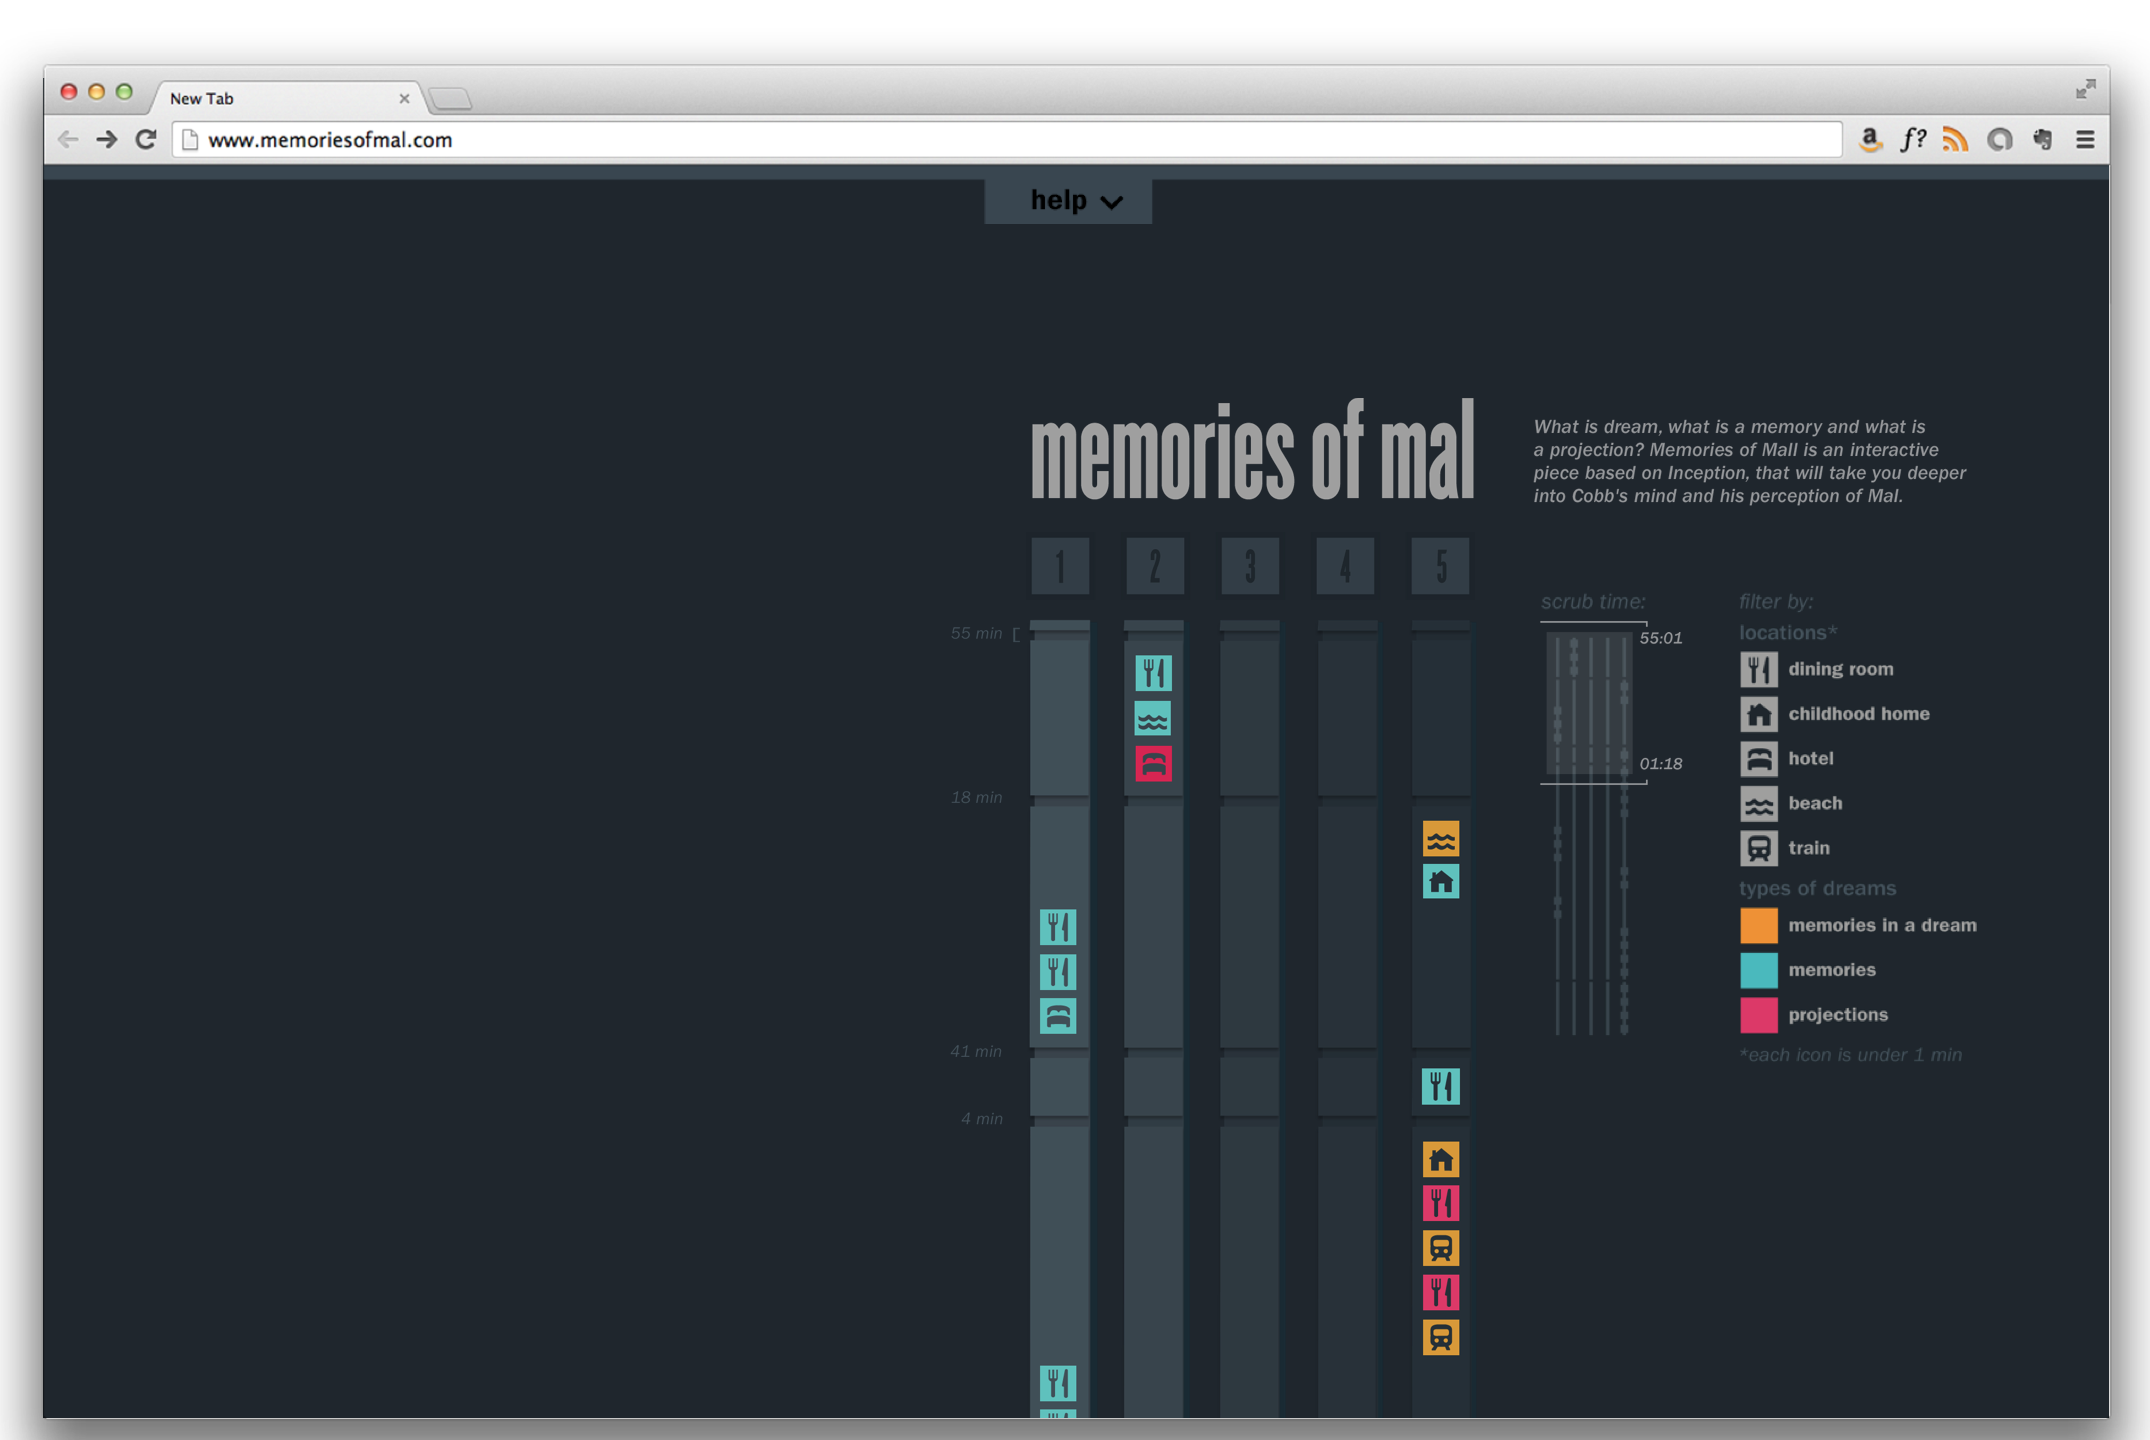 New Tab
www.memoriesofmal.com
a
f?
help
memories of mal
What is dream, what is a memory and what is
a projection? Memories of Mall is an interactive
piece based on Inception, that will take you deeper
into Cobb's mind and his perception of Mal.
1 2 3 4 5
55 min
18 min
41 min
4 min
scrub time:
55:01
01:18
filter by:
locations*
dining room
childhood home
hotel
beach
train
types of dreams
memories in a dream
memories
projections
*each icon is under 1 min